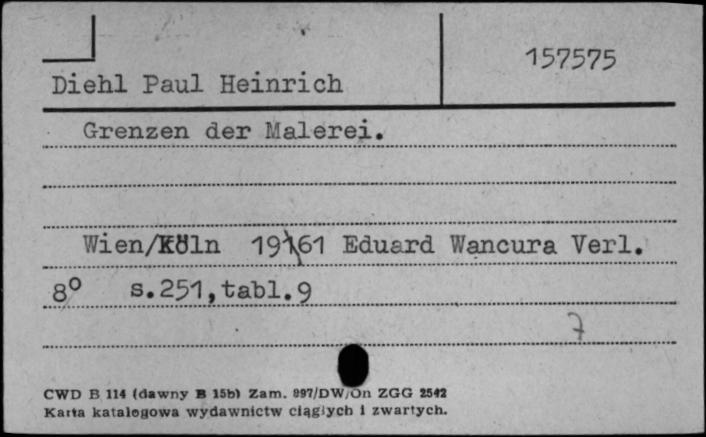 157575
Diehl Paul Heinrich
Grenzen der Malerei.
Wien/Köln 1961 Eduard Wancura Verl.
8° s.251,tabl.9
7
CWD B 114 (dawny B 15b) Zam. 997/DW/On ZGG 2542
Karta katalogowa wydawnictw ciągłych i zwartych.